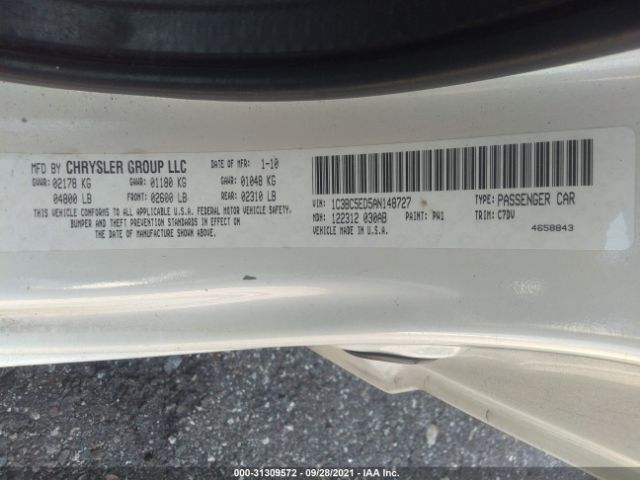 MFD BY CHRYSLER GROUP LLC DATE OF MFR: 1-10
GVWR: 02178 KG GAWR: 01180 KG GAWR: 01048 KG
04800 LB FRONT: 02600 LB REAR: 02310 LB
THIS VEHICLE CONFORMS TO ALL APPLICABLE U.S.A. FEDERAL MOTOR VEHICLE SAFETY,
BUMPER AND THEFT PREVENTION STANDARDS IN EFFECT ON
THE DATE OF MANUFACTURE SHOWN ABOVE.
VIN: 1C3BC5ED5AN148727 TYPE: PASSENGER CAR
MDH: 122312 030AB PAINT: PW1 TRIM: C7DV
VEHICLE MADE IN U.S.A. 4658843
000-31309572 - 09/28/2021 - IAA Inc.